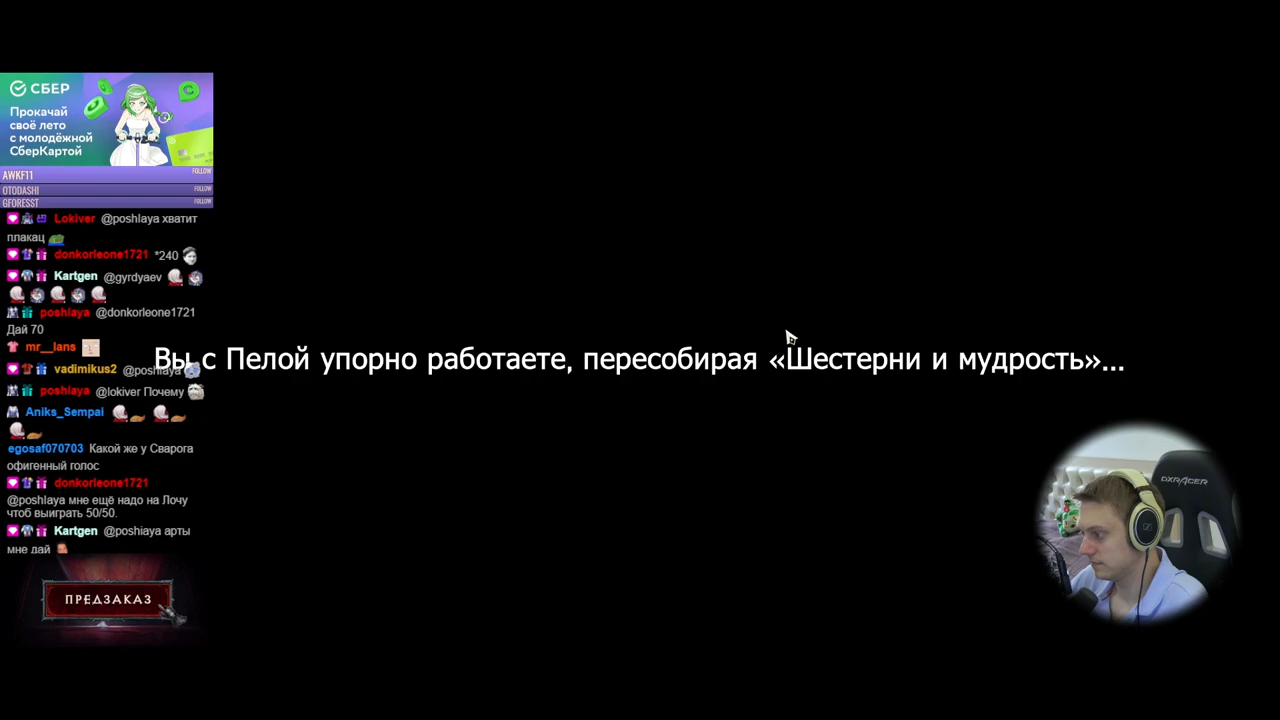 СБЕР
Прокачай
своё лето
с молодёжной
СберКартой
AWKF11 FOLLOW
OTODASHI FOLLOW
GFORESST FOLLOW
Lokiver @poshlaya хватит
плакац
donkorleone1721 *240
Kartgen @gyrdyaev
poshlaya @donkorleone1721
Дай 70
mr__lans
vadimikus2 @poshlaya
poshlaya @lokiver Почему
Aniks_Sempai
egosaf070703 Какой же у Сварога
офигенный голос
donkorleone1721
@poshlaya мне ещё надо на Лочу
чтоб выиграть 50/50.
Kartgen @poshlaya арты
мне дай
ПРЕДЗАКАЗ
Вы с Пелой упорно работаете, пересобирая «Шестерни и мудрость»...
DXRACER